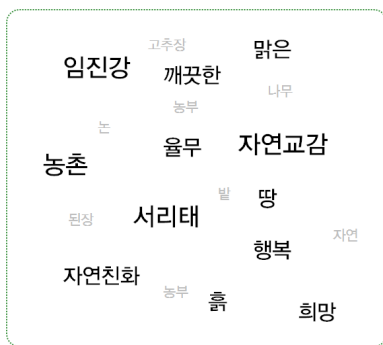 고추장
맑은
임진강
깨끗한
나무
농부
논
율무
자연교감
농촌
밭
땅
서리태
된장
자연
행복
자연친화
농부
흙
희망